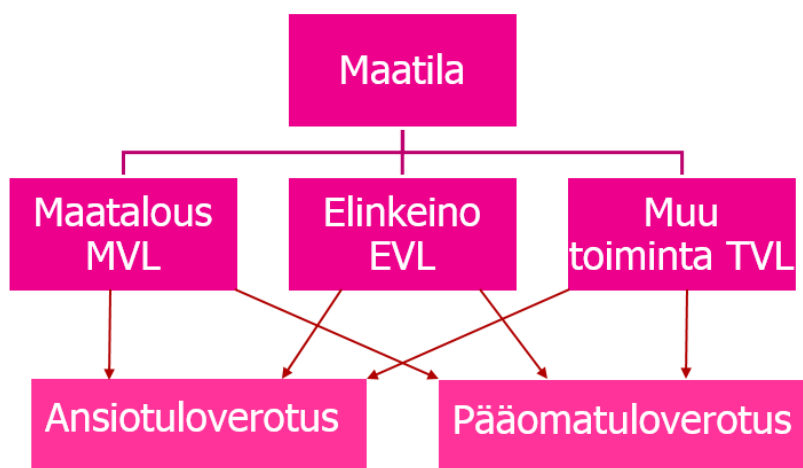 Maatila
Maatalous
MVL
Elinkeino
EVL
Muu
toiminta TVL
Ansiotuloverotus
Pääomatuloverotus